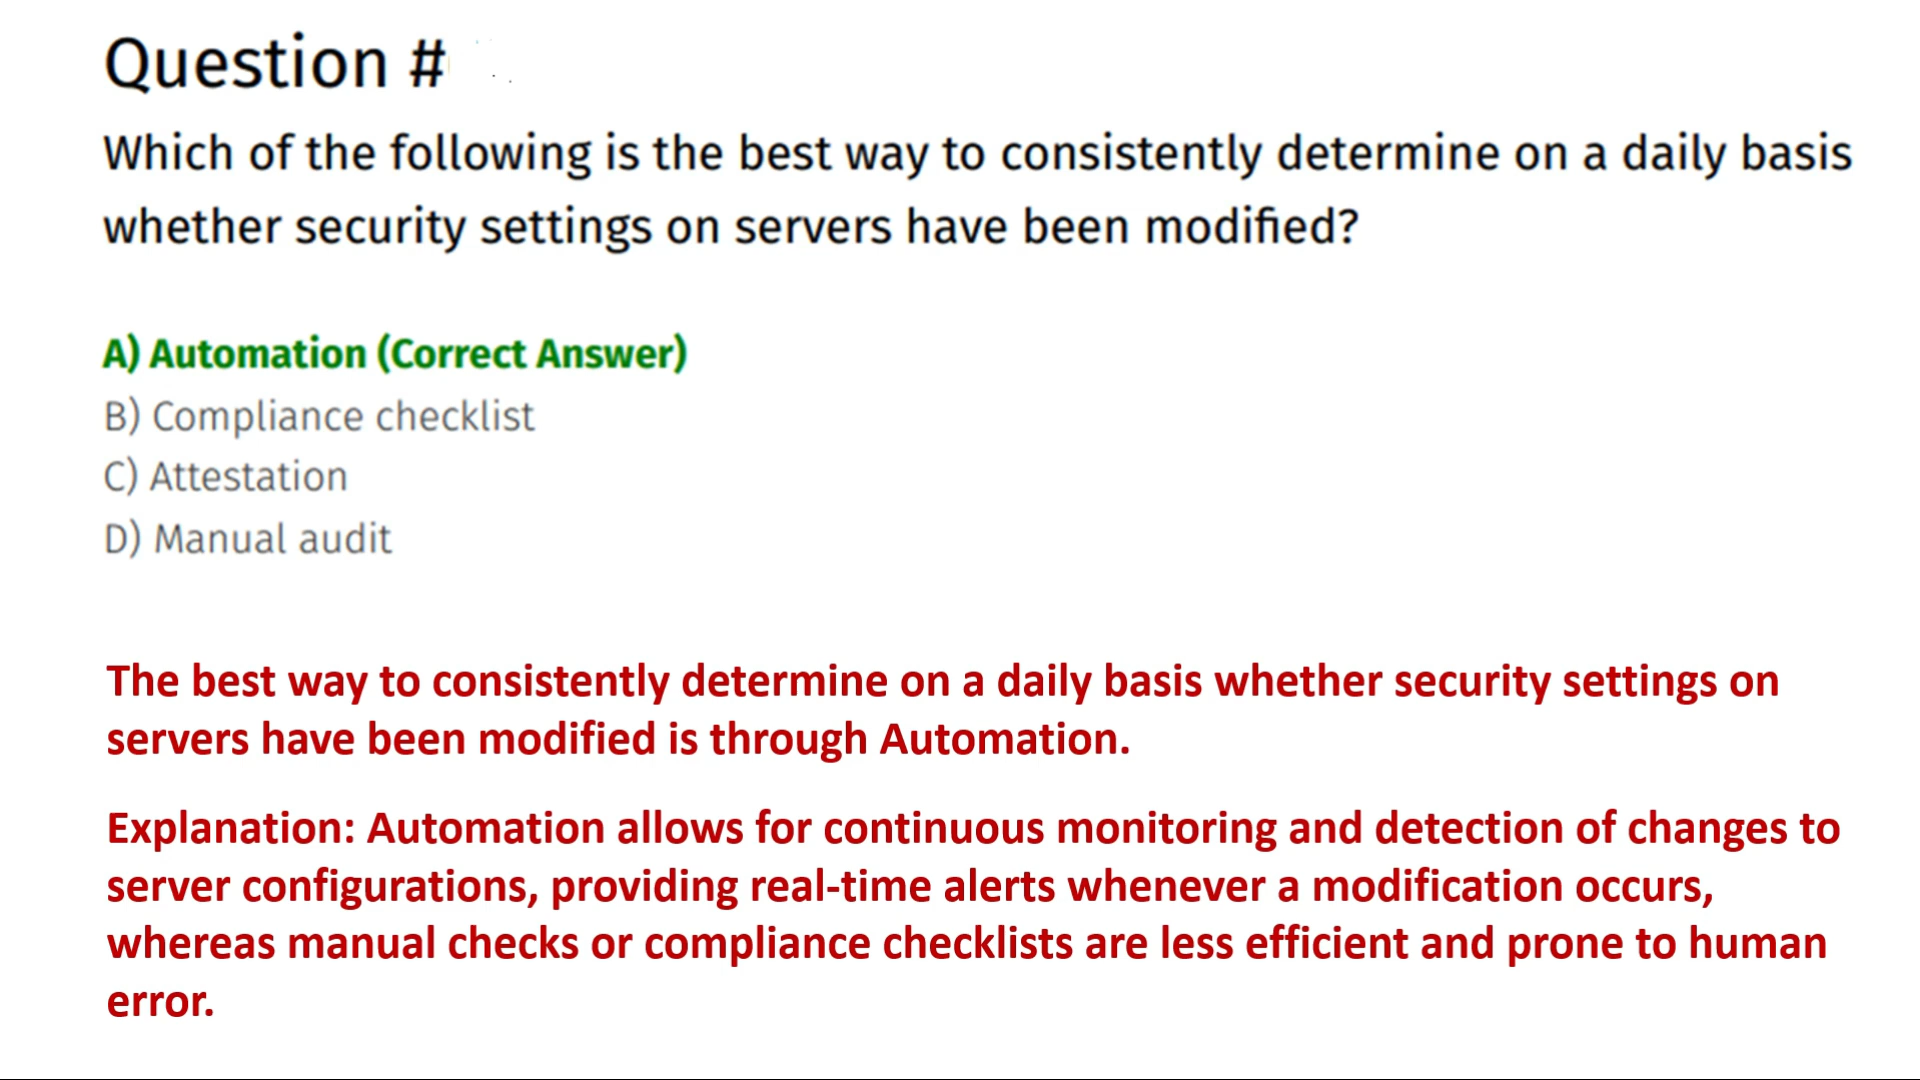 Question #
Which of the following is the best way to consistently determine on a daily basis
whether security settings on servers have been modified?
A) Automation (Correct Answer)
B) Compliance checklist
C) Attestation
D) Manual audit
The best way to consistently determine on a daily basis whether security settings on
servers have been modified is through Automation.
Explanation: Automation allows for continuous monitoring and detection of changes to
server configurations, providing real-time alerts whenever a modification occurs,
whereas manual checks or compliance checklists are less efficient and prone to human
error.